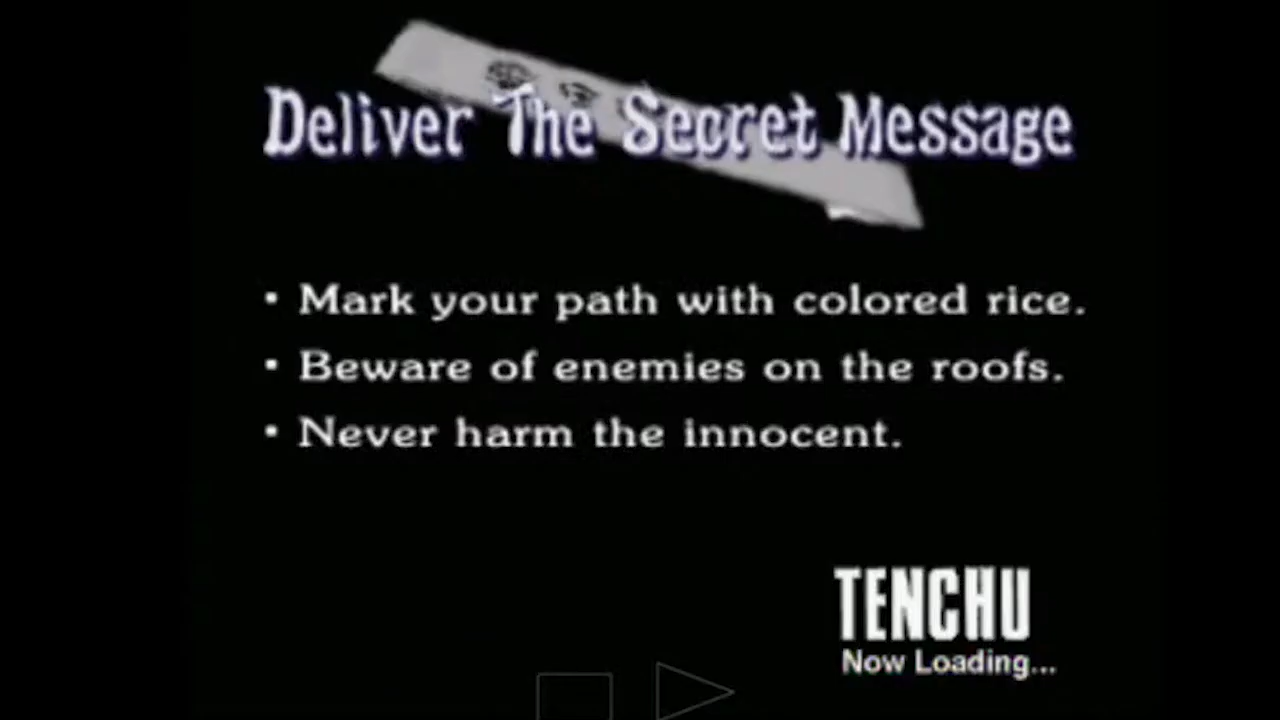 Deliver The Secret Message
▪ Mark your path with colored rice.
▪ Beware of enemies on the roofs.
▪ Never harm the innocent.
TENCHU
Now Loading...